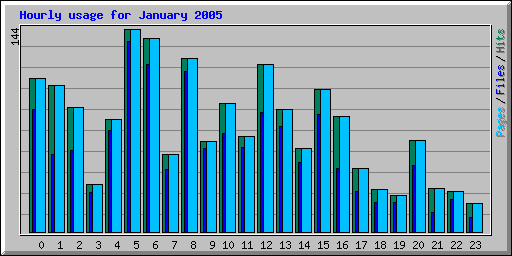 Hourly usage for January 2005
144
Pages / Files / Hits
0 1 2 3 4 5 6 7 8 9 10 11 12 13 14 15 16 17 18 19 20 21 22 23